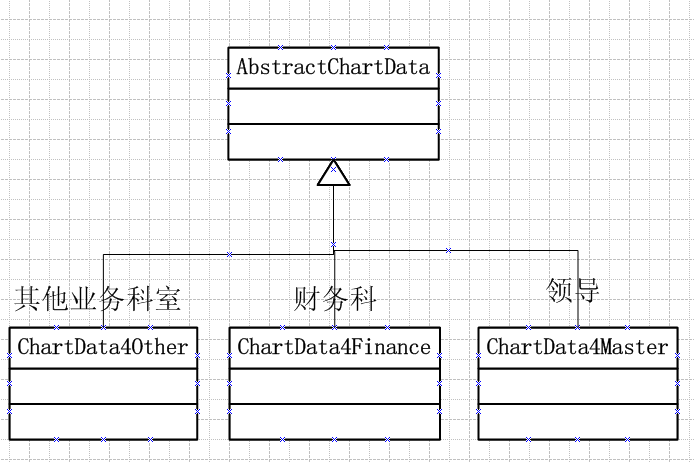 AbstractChartData
其他业务科室
财务科
领导
ChartData4Other
ChartData4Finance
ChartData4Master